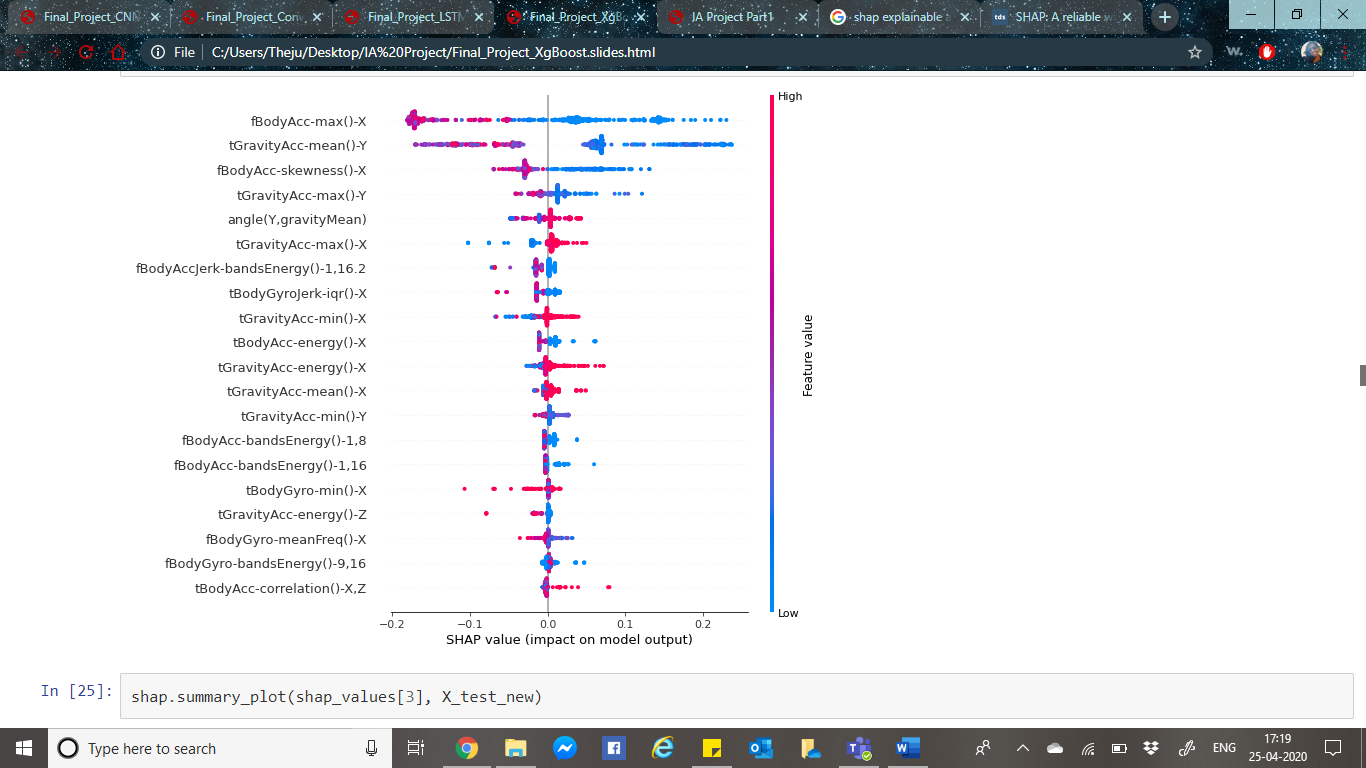 Final_Project_CNN
Final_Project_Con
Final_Project_LSTM
Final_Project_XgB
IA Project Part1
shap explainable
SHAP: A reliable
File C:/Users/Theju/Desktop/IA%20Project/Final_Project_XgBoost.slides.html
High
fBodyAcc-max()-X
tGravityAcc-mean()-Y
fBodyAcc-skewness()-X
tGravityAcc-max()-Y
angle(Y,gravityMean)
tGravityAcc-max()-X
fBodyAccJerk-bandsEnergy()-1,16.2
tBodyGyroJerk-iqr()-X
tGravityAcc-min()-X
tBodyAcc-energy()-X
tGravityAcc-energy()-X
tGravityAcc-mean()-X
tGravityAcc-min()-Y
fBodyAcc-bandsEnergy()-1,8
fBodyAcc-bandsEnergy()-1,16
tBodyGyro-min()-X
tGravityAcc-energy()-Z
fBodyGyro-meanFreq()-X
fBodyGyro-bandsEnergy()-9,16
tBodyAcc-correlation()-X,Z
Feature value
Low
−0.2 −0.1 0.0 0.1 0.2
SHAP value (impact on model output)
In [25]: shap.summary_plot(shap_values[3], X_test_new)
Type here to search
ENG
17:19
25-04-2020